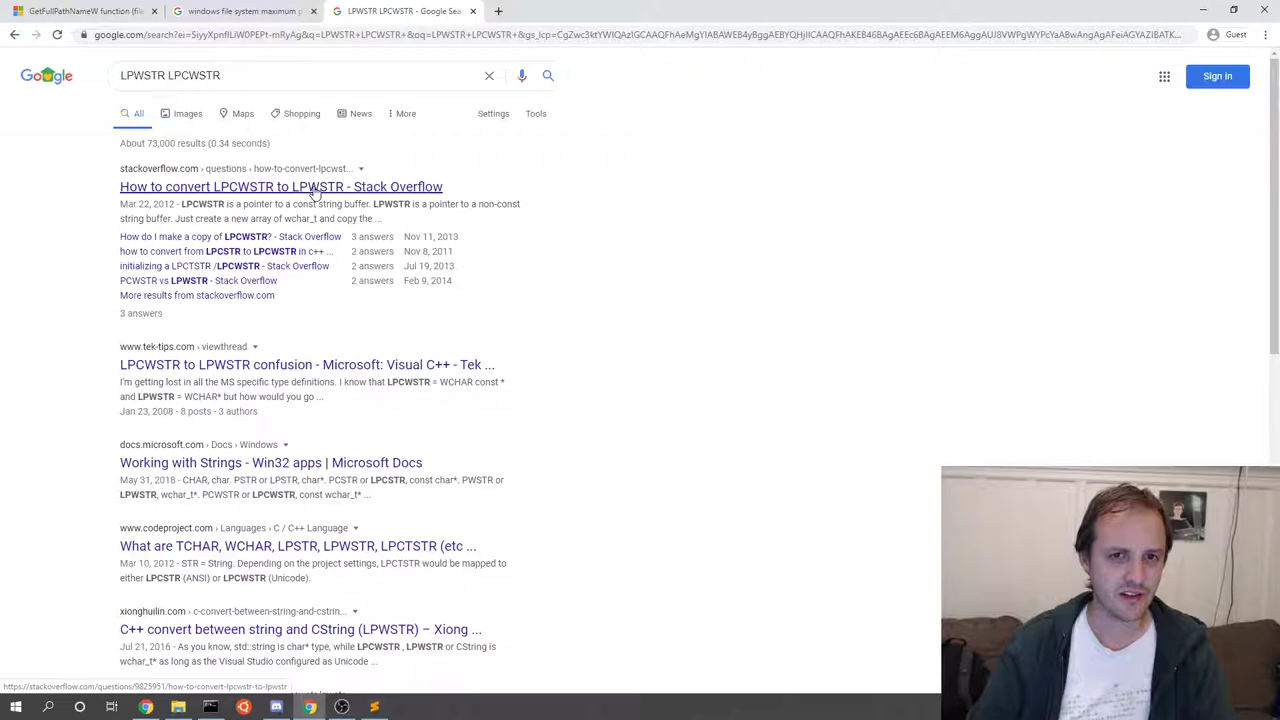 GetFullPathNameW function (file
windows file system maximum p
LPWSTR LPCWSTR - Google Sea
google.com/search?ei=5iyyXpnfILiW0PEPt-mRyAg&q=LPWSTR+LPCWSTR+&oq=LPWSTR+LPCWSTR+&gs_lcp=
Guest
Google
LPWSTR LPCWSTR
Sign in
All
Images
Maps
Shopping
News
More
Settings
Tools
About 73,000 results (0.34 seconds)
stackoverflow.com › questions › how-to-convert-lpcwst...
How to convert LPCWSTR to LPWSTR - Stack Overflow
Mar 22, 2012 - LPCWSTR is a pointer to a const string buffer. LPWSTR is a pointer to a non-const
string buffer. Just create a new array of wchar_t and copy the ...
How do I make a copy of LPCWSTR? - Stack Overflow 3 answers Nov 11, 2013
how to convert from LPCSTR to LPCWSTR in c++ ... 2 answers Nov 8, 2011
initializing a LPCTSTR /LPCWSTR - Stack Overflow 2 answers Jul 19, 2013
PCWSTR vs LPWSTR - Stack Overflow 2 answers Feb 9, 2014
More results from stackoverflow.com
3 answers
www.tek-tips.com › viewthread
LPCWSTR to LPWSTR confusion - Microsoft: Visual C++ - Tek ...
I'm getting lost in all the MS specific type definitions. I know that LPCWSTR = WCHAR const *
and LPWSTR = WCHAR* but how would you go ...
Jan 23, 2008 - 8 posts - 3 authors
docs.microsoft.com › Docs › Windows
Working with Strings - Win32 apps | Microsoft Docs
May 31, 2018 - CHAR, char. PSTR or LPSTR, char*. PCSTR or LPCSTR, const char*. PWSTR or
LPWSTR, wchar_t*. PCWSTR or LPCWSTR, const wchar_t* ...
www.codeproject.com › Languages › C / C++ Language
What are TCHAR, WCHAR, LPSTR, LPWSTR, LPCTSTR (etc ...
Mar 10, 2012 - STR = String. Depending on the project settings, LPCTSTR would be mapped to
either LPCSTR (ANSI) or LPCWSTR (Unicode).
xionghuilin.com › c-convert-between-string-and-cstrin...
C++ convert between string and CString (LPWSTR) – Xiong ...
Jul 21, 2016 - As you know, std::string is char* type, while LPCWSTR , LPWSTR or CString is
wchar_t* as long as the Visual Studio configured as Unicode ...
https://stackoverflow.com/questions/9825951/how-to-convert-lpcwstr-to-lpwstr